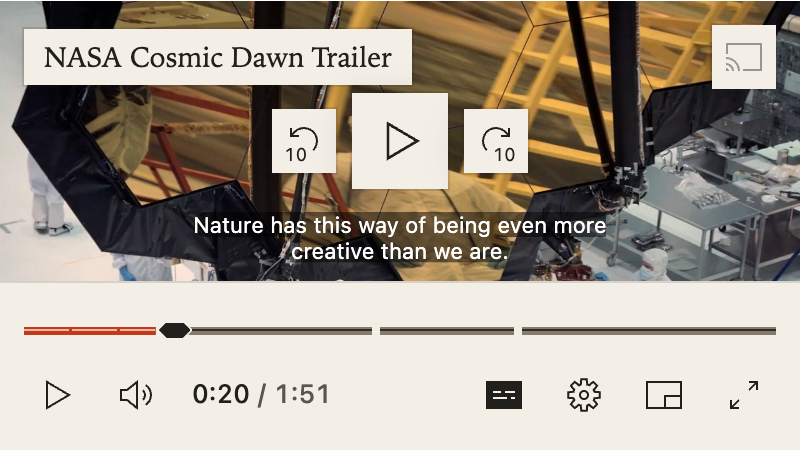 NASA Cosmic Dawn Trailer
10
10
Nature has this way of being even more
creative than we are.
0:20 / 1:51